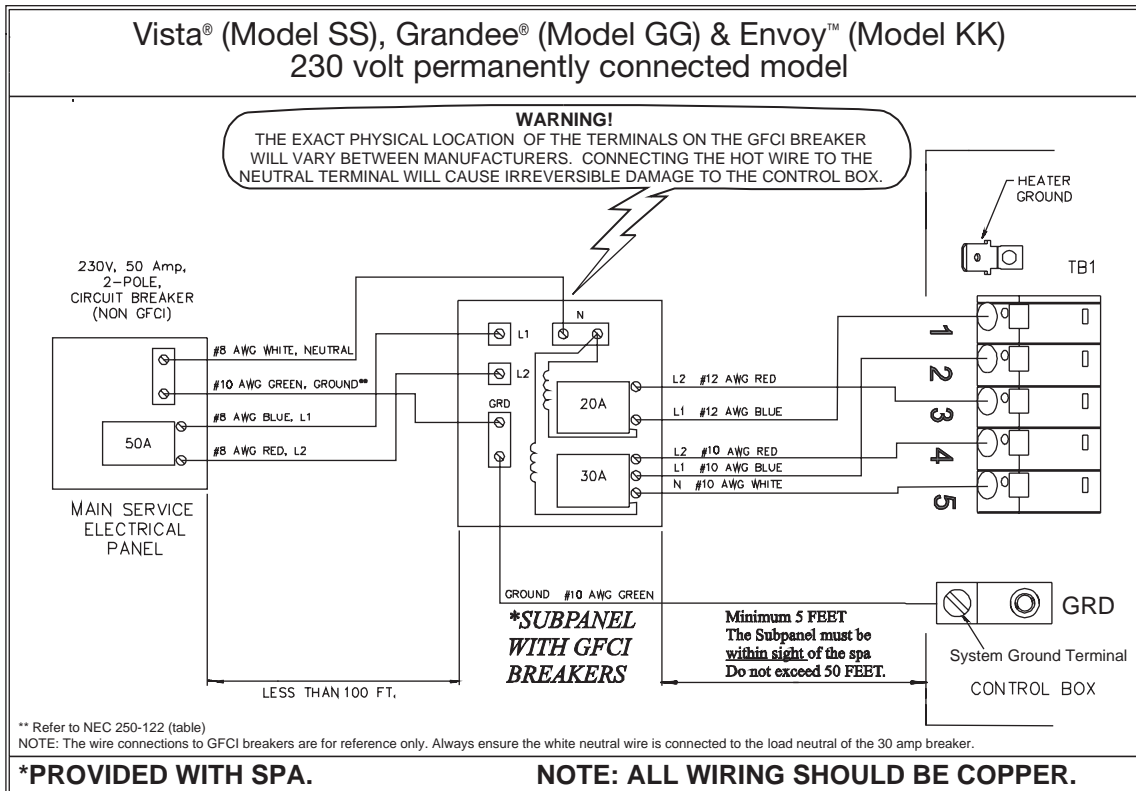 Vista® (Model SS), Grandee® (Model GG) & Envoy™ (Model KK)
230 volt permanently connected model
WARNING!
THE EXACT PHYSICAL LOCATION OF THE TERMINALS ON THE GFCI BREAKER
WILL VARY BETWEEN MANUFACTURERS. CONNECTING THE HOT WIRE TO THE
NEUTRAL TERMINAL WILL CAUSE IRREVERSIBLE DAMAGE TO THE CONTROL BOX.
HEATER
GROUND
TB1
230V, 50 Amp,
2-POLE,
CIRCUIT BREAKER
(NON GFCI)
#8 AWG WHITE, NEUTRAL
#10 AWG GREEN, GROUND**
#8 AWG BLUE, L1
#8 AWG RED, L2
50A
MAIN SERVICE
ELECTRICAL
PANEL
L1
N
L2
GRD
20A
30A
L2 #12 AWG RED
L1 #12 AWG BLUE
L2 #10 AWG RED
L1 #10 AWG BLUE
N #10 AWG WHITE
1
2
3
4
5
GROUND #10 AWG GREEN
*SUBPANEL
WITH GFCI
BREAKERS
Minimum 5 FEET
The Subpanel must be
within sight of the spa
Do not exceed 50 FEET.
GRD
System Ground Terminal
CONTROL BOX
LESS THAN 100 FT.
** Refer to NEC 250-122 (table)
NOTE: The wire connections to GFCI breakers are for reference only. Always ensure the white neutral wire is connected to the load neutral of the 30 amp breaker.
*PROVIDED WITH SPA.
NOTE: ALL WIRING SHOULD BE COPPER.